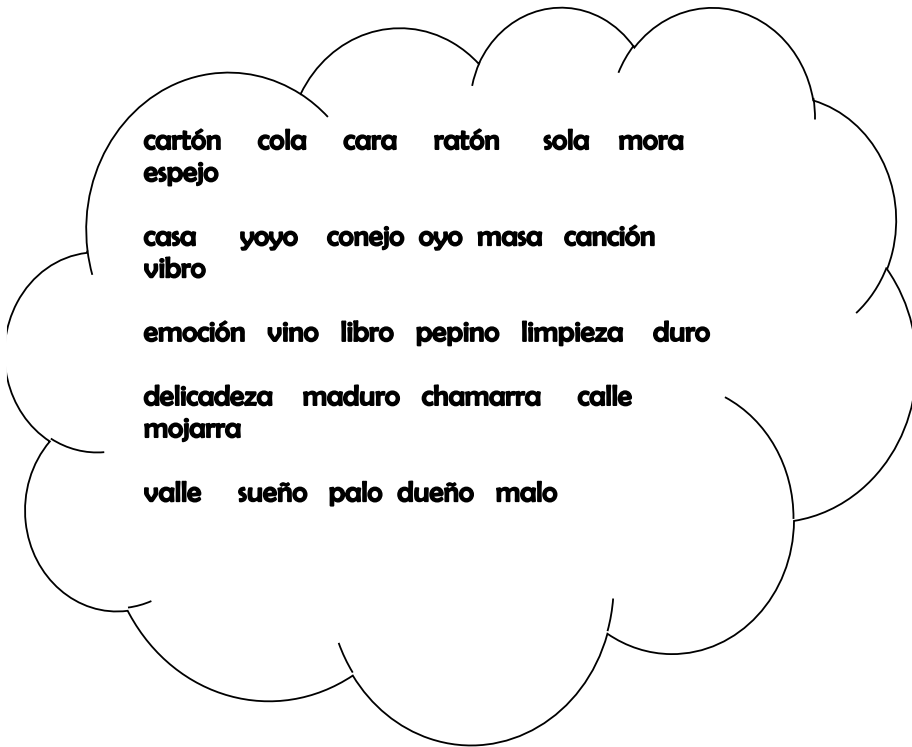 cartón cola cara ratón sola mora
espejo
casa yoyo conejo oyo masa canción
vibro
emoción vino libro pepino limpieza duro
delicadeza maduro chamarra calle
mojarra
valle sueño palo dueño malo